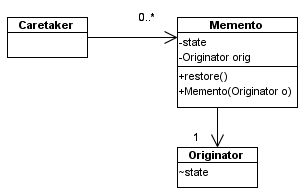 Caretaker
0..*
Memento
-state
-Originator orig
+restore()
+Memento(Originator o)
1
Originator
~state